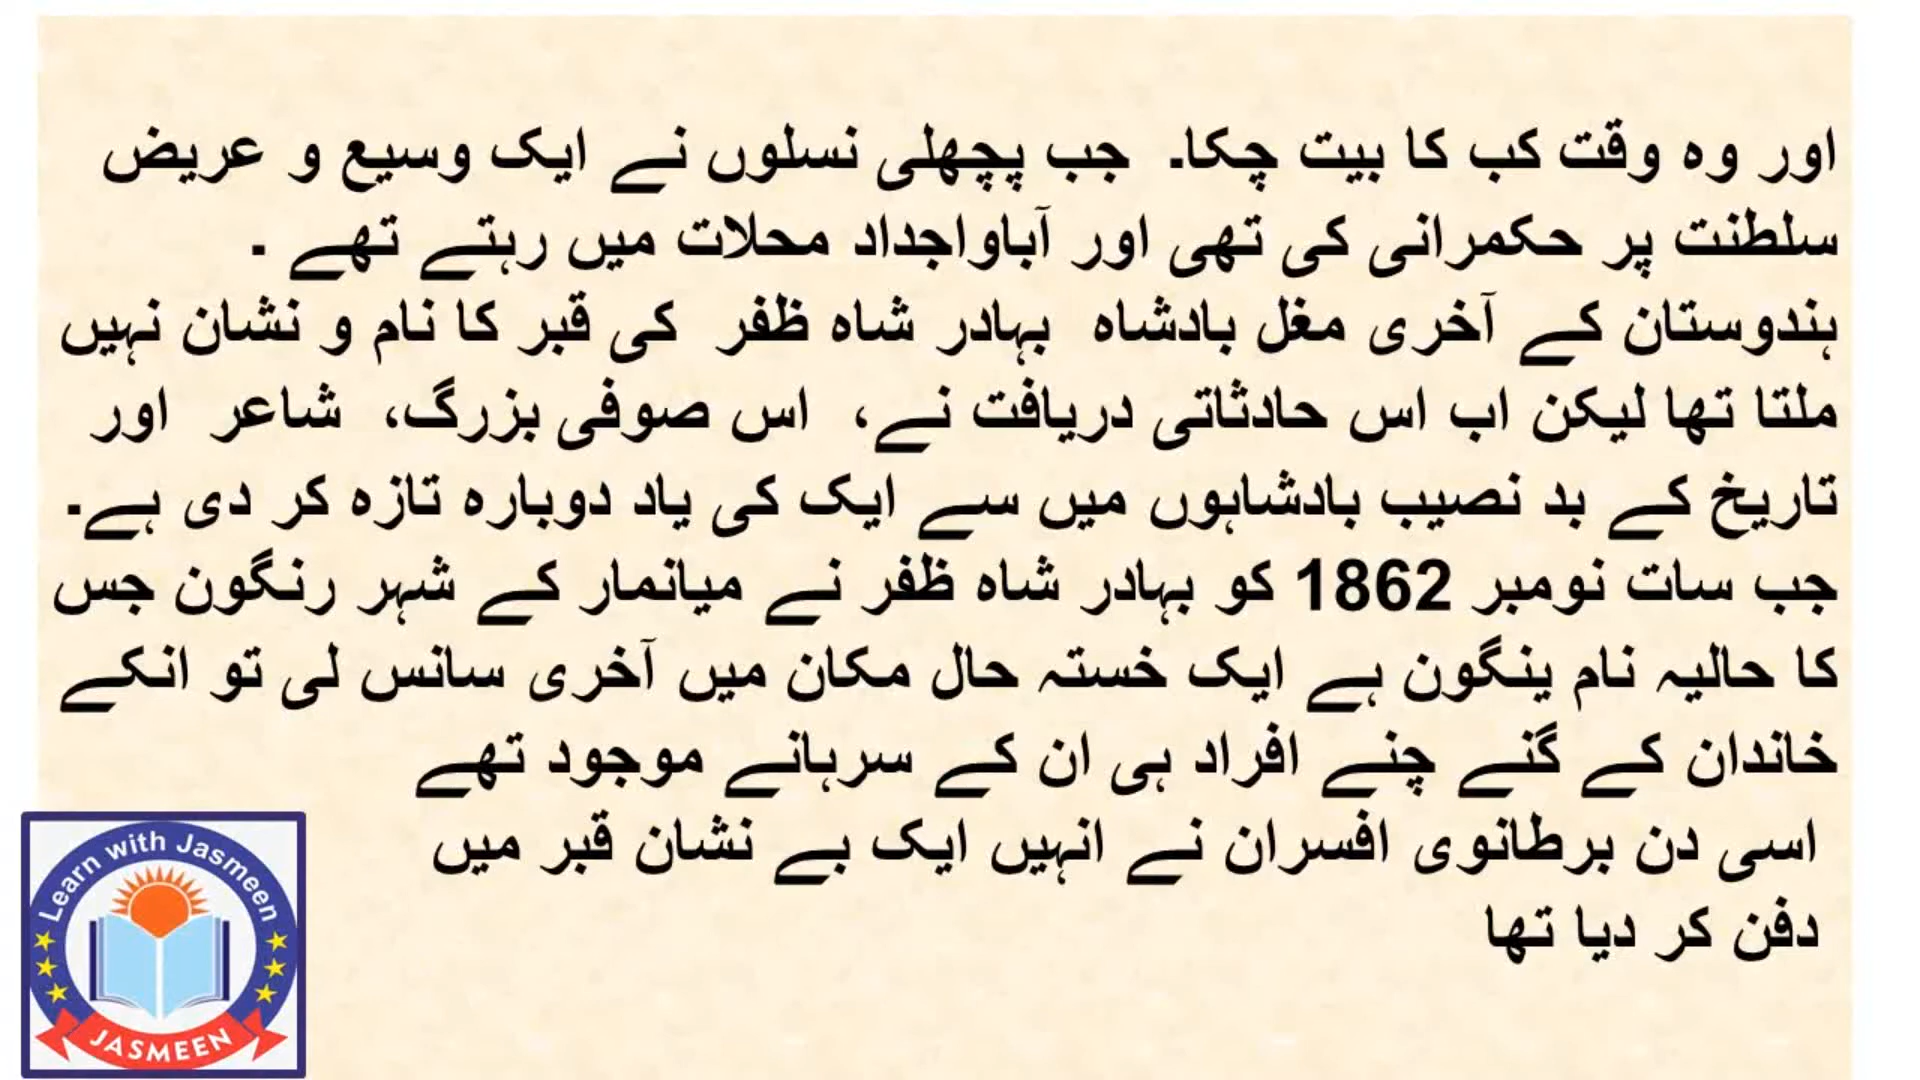 اور وہ وقت کب کا بیت چکا۔ جب پچھلی نسلوں نے ایک وسیع و عریض
سلطنت پر حکمرانی کی تھی اور آباواجداد محلات میں رہتے تھے ۔
ہندوستان کے آخری مغل بادشاہ بہادر شاہ ظفر کی قبر کا نام و نشان نہیں
ملتا تھا لیکن اب اس حادثاتی دریافت نے، اس صوفی بزرگ، شاعر اور
تاریخ کے بد نصیب بادشاہوں میں سے ایک کی یاد دوبارہ تازہ کر دی ہے۔
جب سات نومبر 1862 کو بہادر شاہ ظفر نے میانمار کے شہر رنگون جس
کا حالیہ نام ینگون ہے ایک خستہ حال مکان میں آخری سانس لی تو انکے
خاندان کے گنے چنے افراد ہی ان کے سرہانے موجود تھے
اسی دن برطانوی افسران نے انہیں ایک بے نشان قبر میں
دفن کر دیا تھا
Learn with Jasmeen
JASMEEN